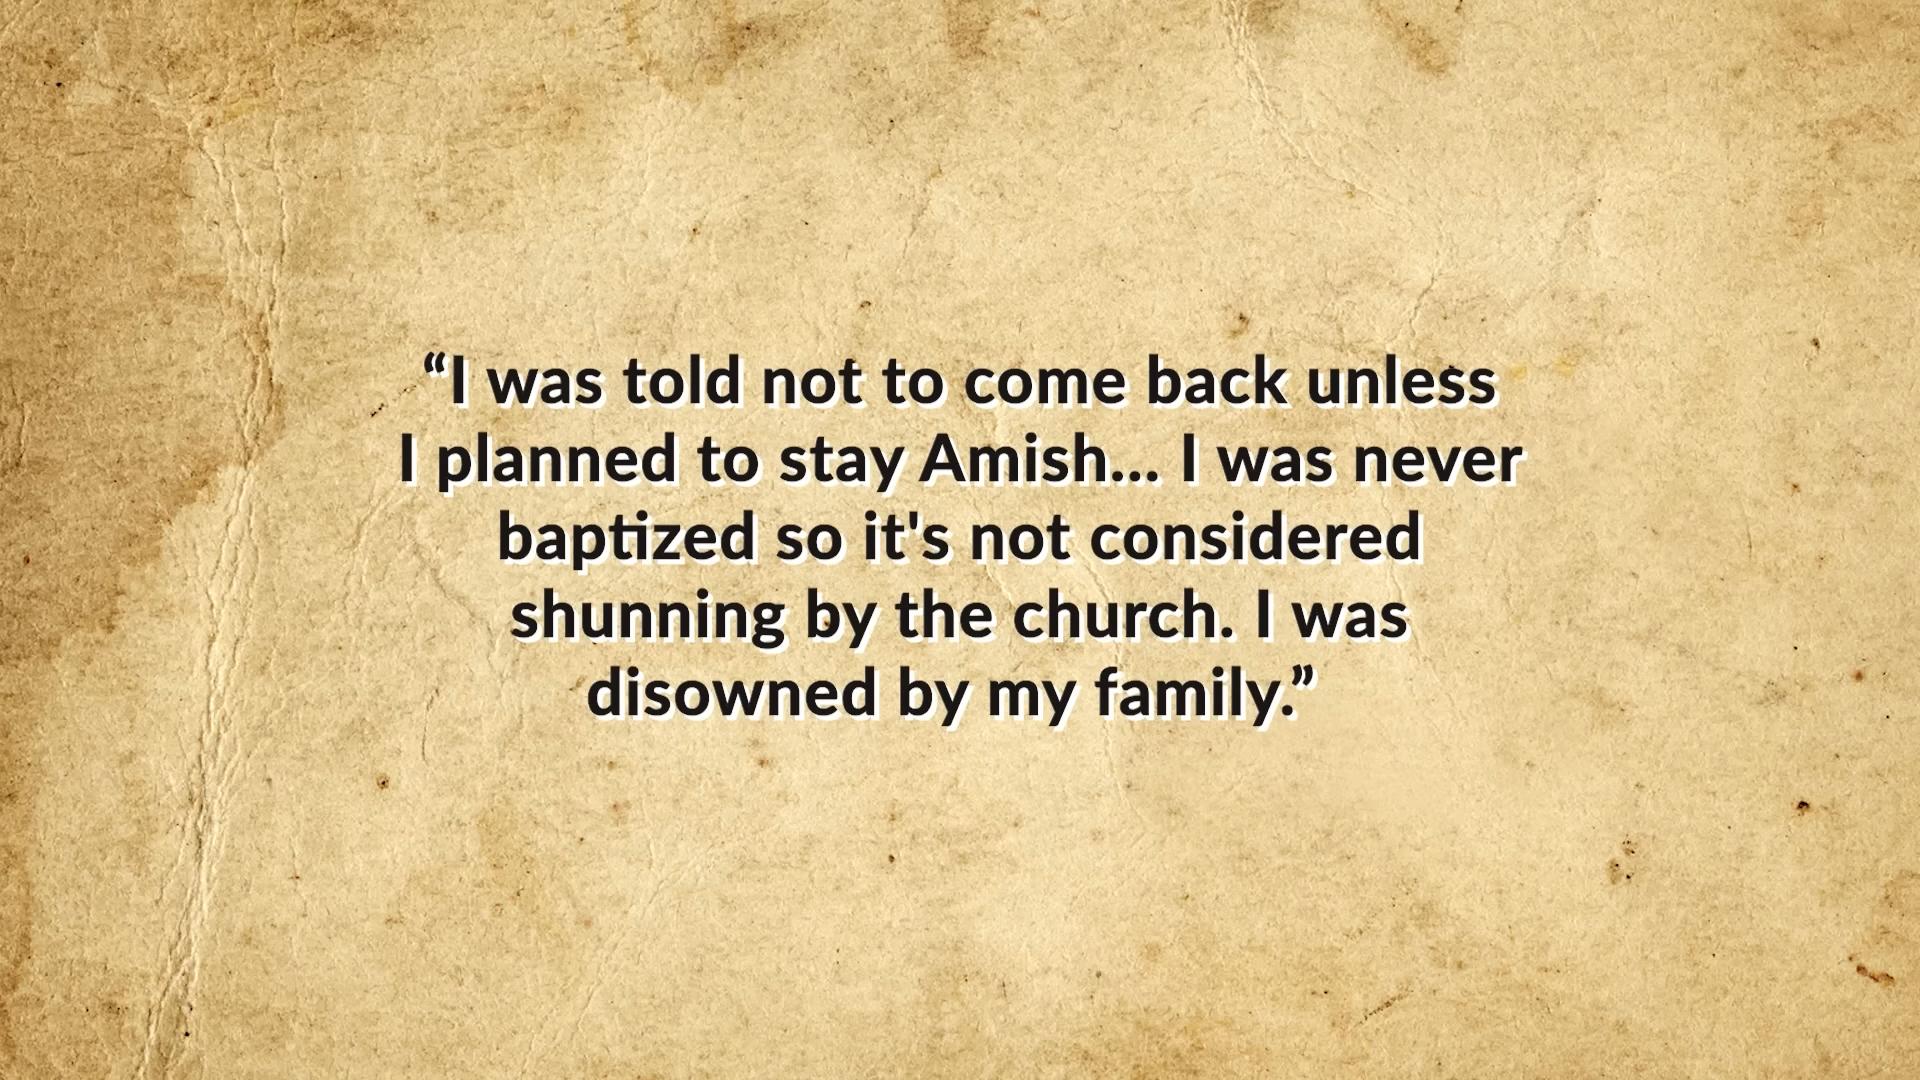 “I was told not to come back unless
I planned to stay Amish... I was never
baptized so it's not considered
shunning by the church. I was
disowned by my family.”